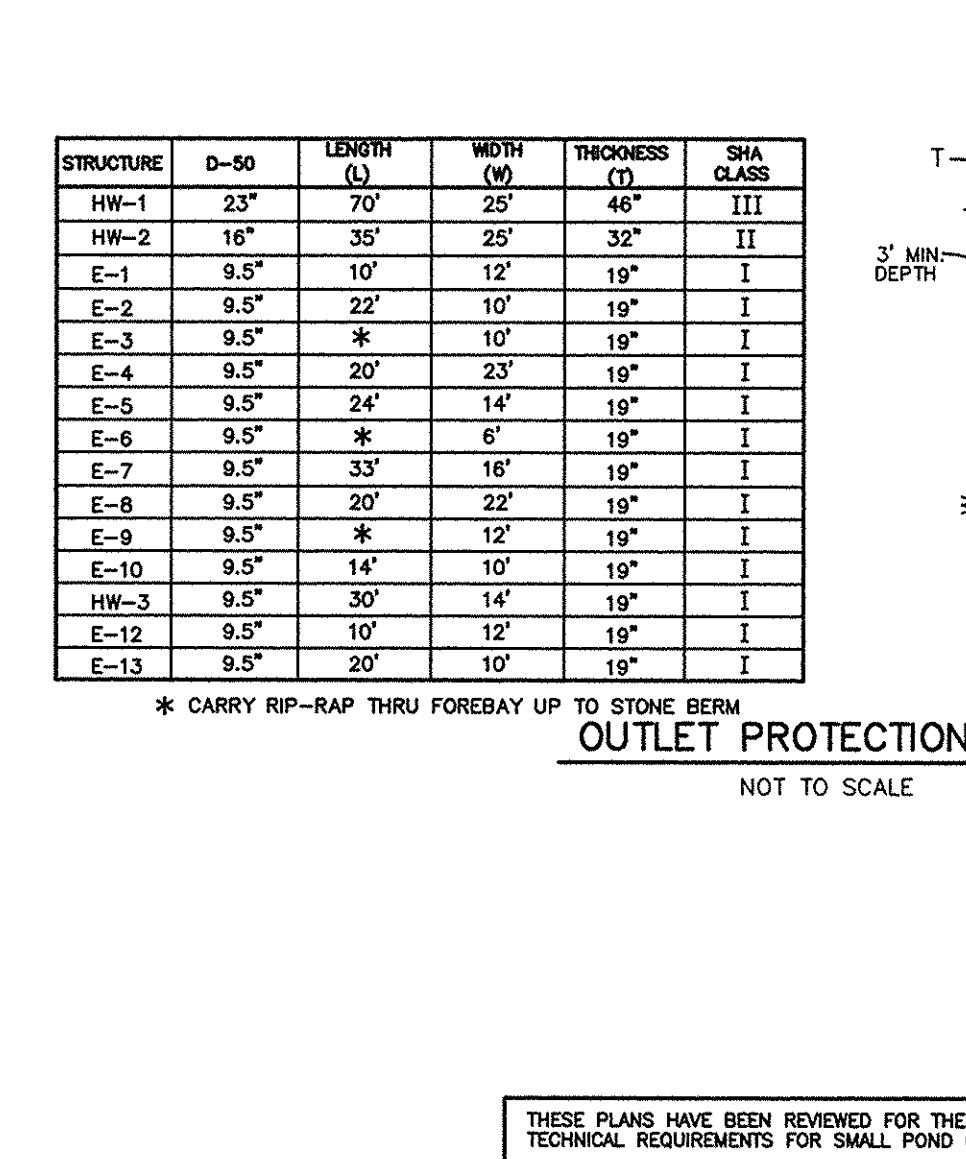 STRUCTURE D-50 LENGTH (L) WIDTH (W) THICKNESS (T) SHA CLASS
HW-1 23" 70' 25' 46" III
HW-2 16" 35' 25' 32" II
E-1 9.5" 10' 12' 19" I
E-2 9.5" 22' 10' 19" I
E-3 9.5" * 10' 19" I
E-4 9.5" 20' 23' 19" I
E-5 9.5" 24' 14' 19" I
E-6 9.5" * 6' 19" I
E-7 9.5" 33' 16' 19" I
E-8 9.5" 20' 22' 19" I
E-9 9.5" * 12' 19" I
E-10 9.5" 14' 10' 19" I
HW-3 9.5" 30' 14' 19" I
E-12 9.5" 10' 12' 19" I
E-13 9.5" 20' 10' 19" I
* CARRY RIP-RAP THRU FOREBAY UP TO STONE BERM
T
3' MIN.
DEPTH
OUTLET PROTECTION
NOT TO SCALE
THESE PLANS HAVE BEEN REVIEWED FOR THE
TECHNICAL REQUIREMENTS FOR SMALL POND